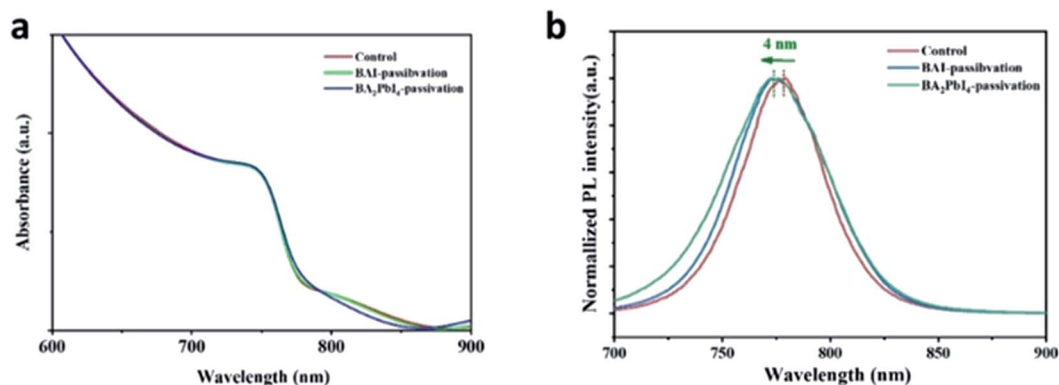 a
Control
BAI-passibvation
BA₂PbI₄-passivation
Absorbance (a.u.)
600
700
800
900
Wavelength (nm)
b
4 nm
Control
BAI-passibvation
BA₂PbI₄-passivation
Normallized PL intensity(a.u.)
700
750
800
850
900
Wavelength (nm)